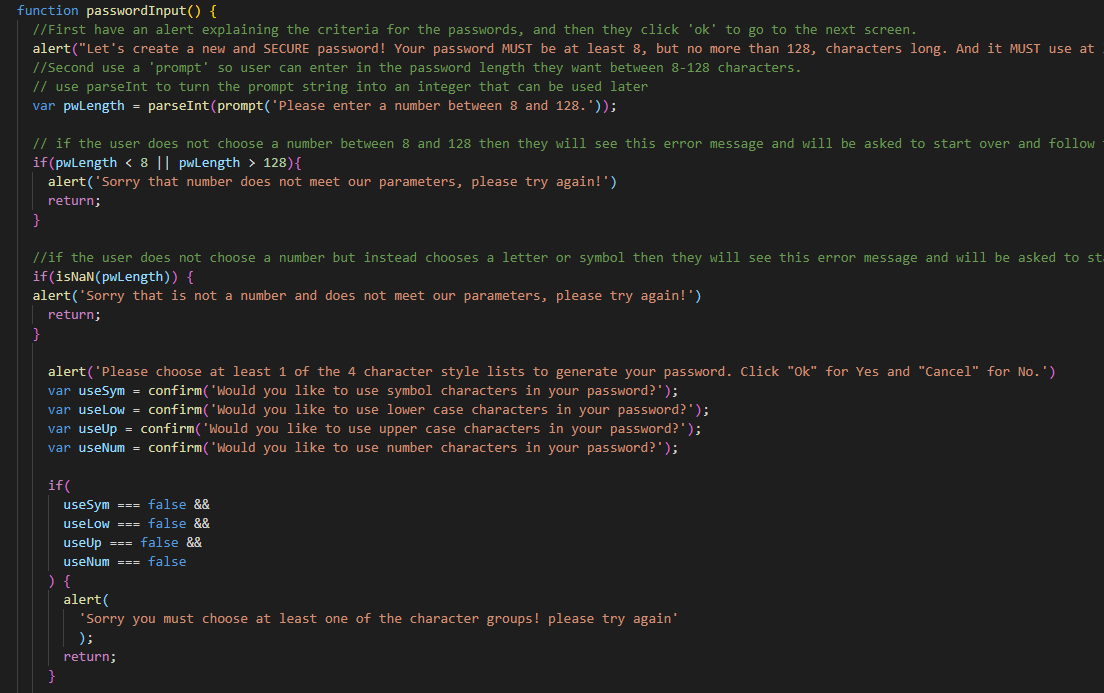 function passwordInput() {
//First have an alert explaining the criteria for the passwords, and then they click 'ok' to go to the next screen.
alert("Let's create a new and SECURE password! Your password MUST be at least 8, but no more than 128, characters long. And it MUST use at
//Second use a 'prompt' so user can enter in the password length they want between 8-128 characters.
// use parseInt to turn the prompt string into an integer that can be used later
var pwLength = parseInt(prompt('Please enter a number between 8 and 128.'));
// if the user does not choose a number between 8 and 128 then they will see this error message and will be asked to start over and follow
if(pwLength < 8 || pwLength > 128){
alert('Sorry that number does not meet our parameters, please try again!')
return;
}
//if the user does not choose a number but instead chooses a letter or symbol then they will see this error message and will be asked to
if(isNaN(pwLength)) {
alert('Sorry that is not a number and does not meet our parameters, please try again!')
return;
}
alert('Please choose at least 1 of the 4 character style lists to generate your password. Click "Ok" for Yes and "Cancel" for No.')
var useSym = confirm('Would you like to use symbol characters in your password?');
var useLow = confirm('Would you like to use lower case characters in your password?');
var useUp = confirm('Would you like to use upper case characters in your password?');
var useNum = confirm('Would you like to use number characters in your password?');
if(
useSym === false &&
useLow === false &&
useUp === false &&
useNum === false
) {
alert(
'Sorry you must choose at least one of the character groups! please try again'
);
return;
}